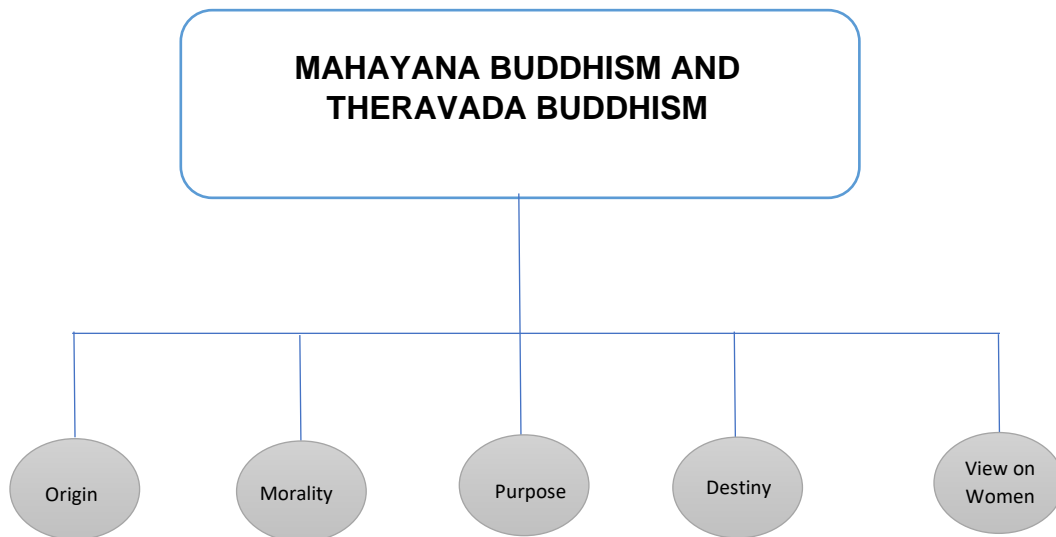 MAHAYANA BUDDHISM AND
THERAVADA BUDDHISM
Origin
Morality
Purpose
Destiny
View on
Women